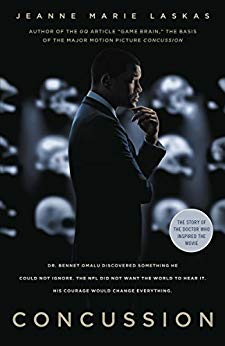 JEANNE MARIE LASKAS
AUTHOR OF THE GQ ARTICLE "GAME BRAIN," THE BASIS
OF THE MAJOR MOTION PICTURE CONCUSSION
THE STORY OF
THE DOCTOR WHO
INSPIRED THE
MOVIE
DR. BENNET OMALU DISCOVERED SOMETHING HE
COULD NOT IGNORE. THE NFL DID NOT WANT THE WORLD TO HEAR IT.
HIS COURAGE WOULD CHANGE EVERYTHING.
CONCUSSION